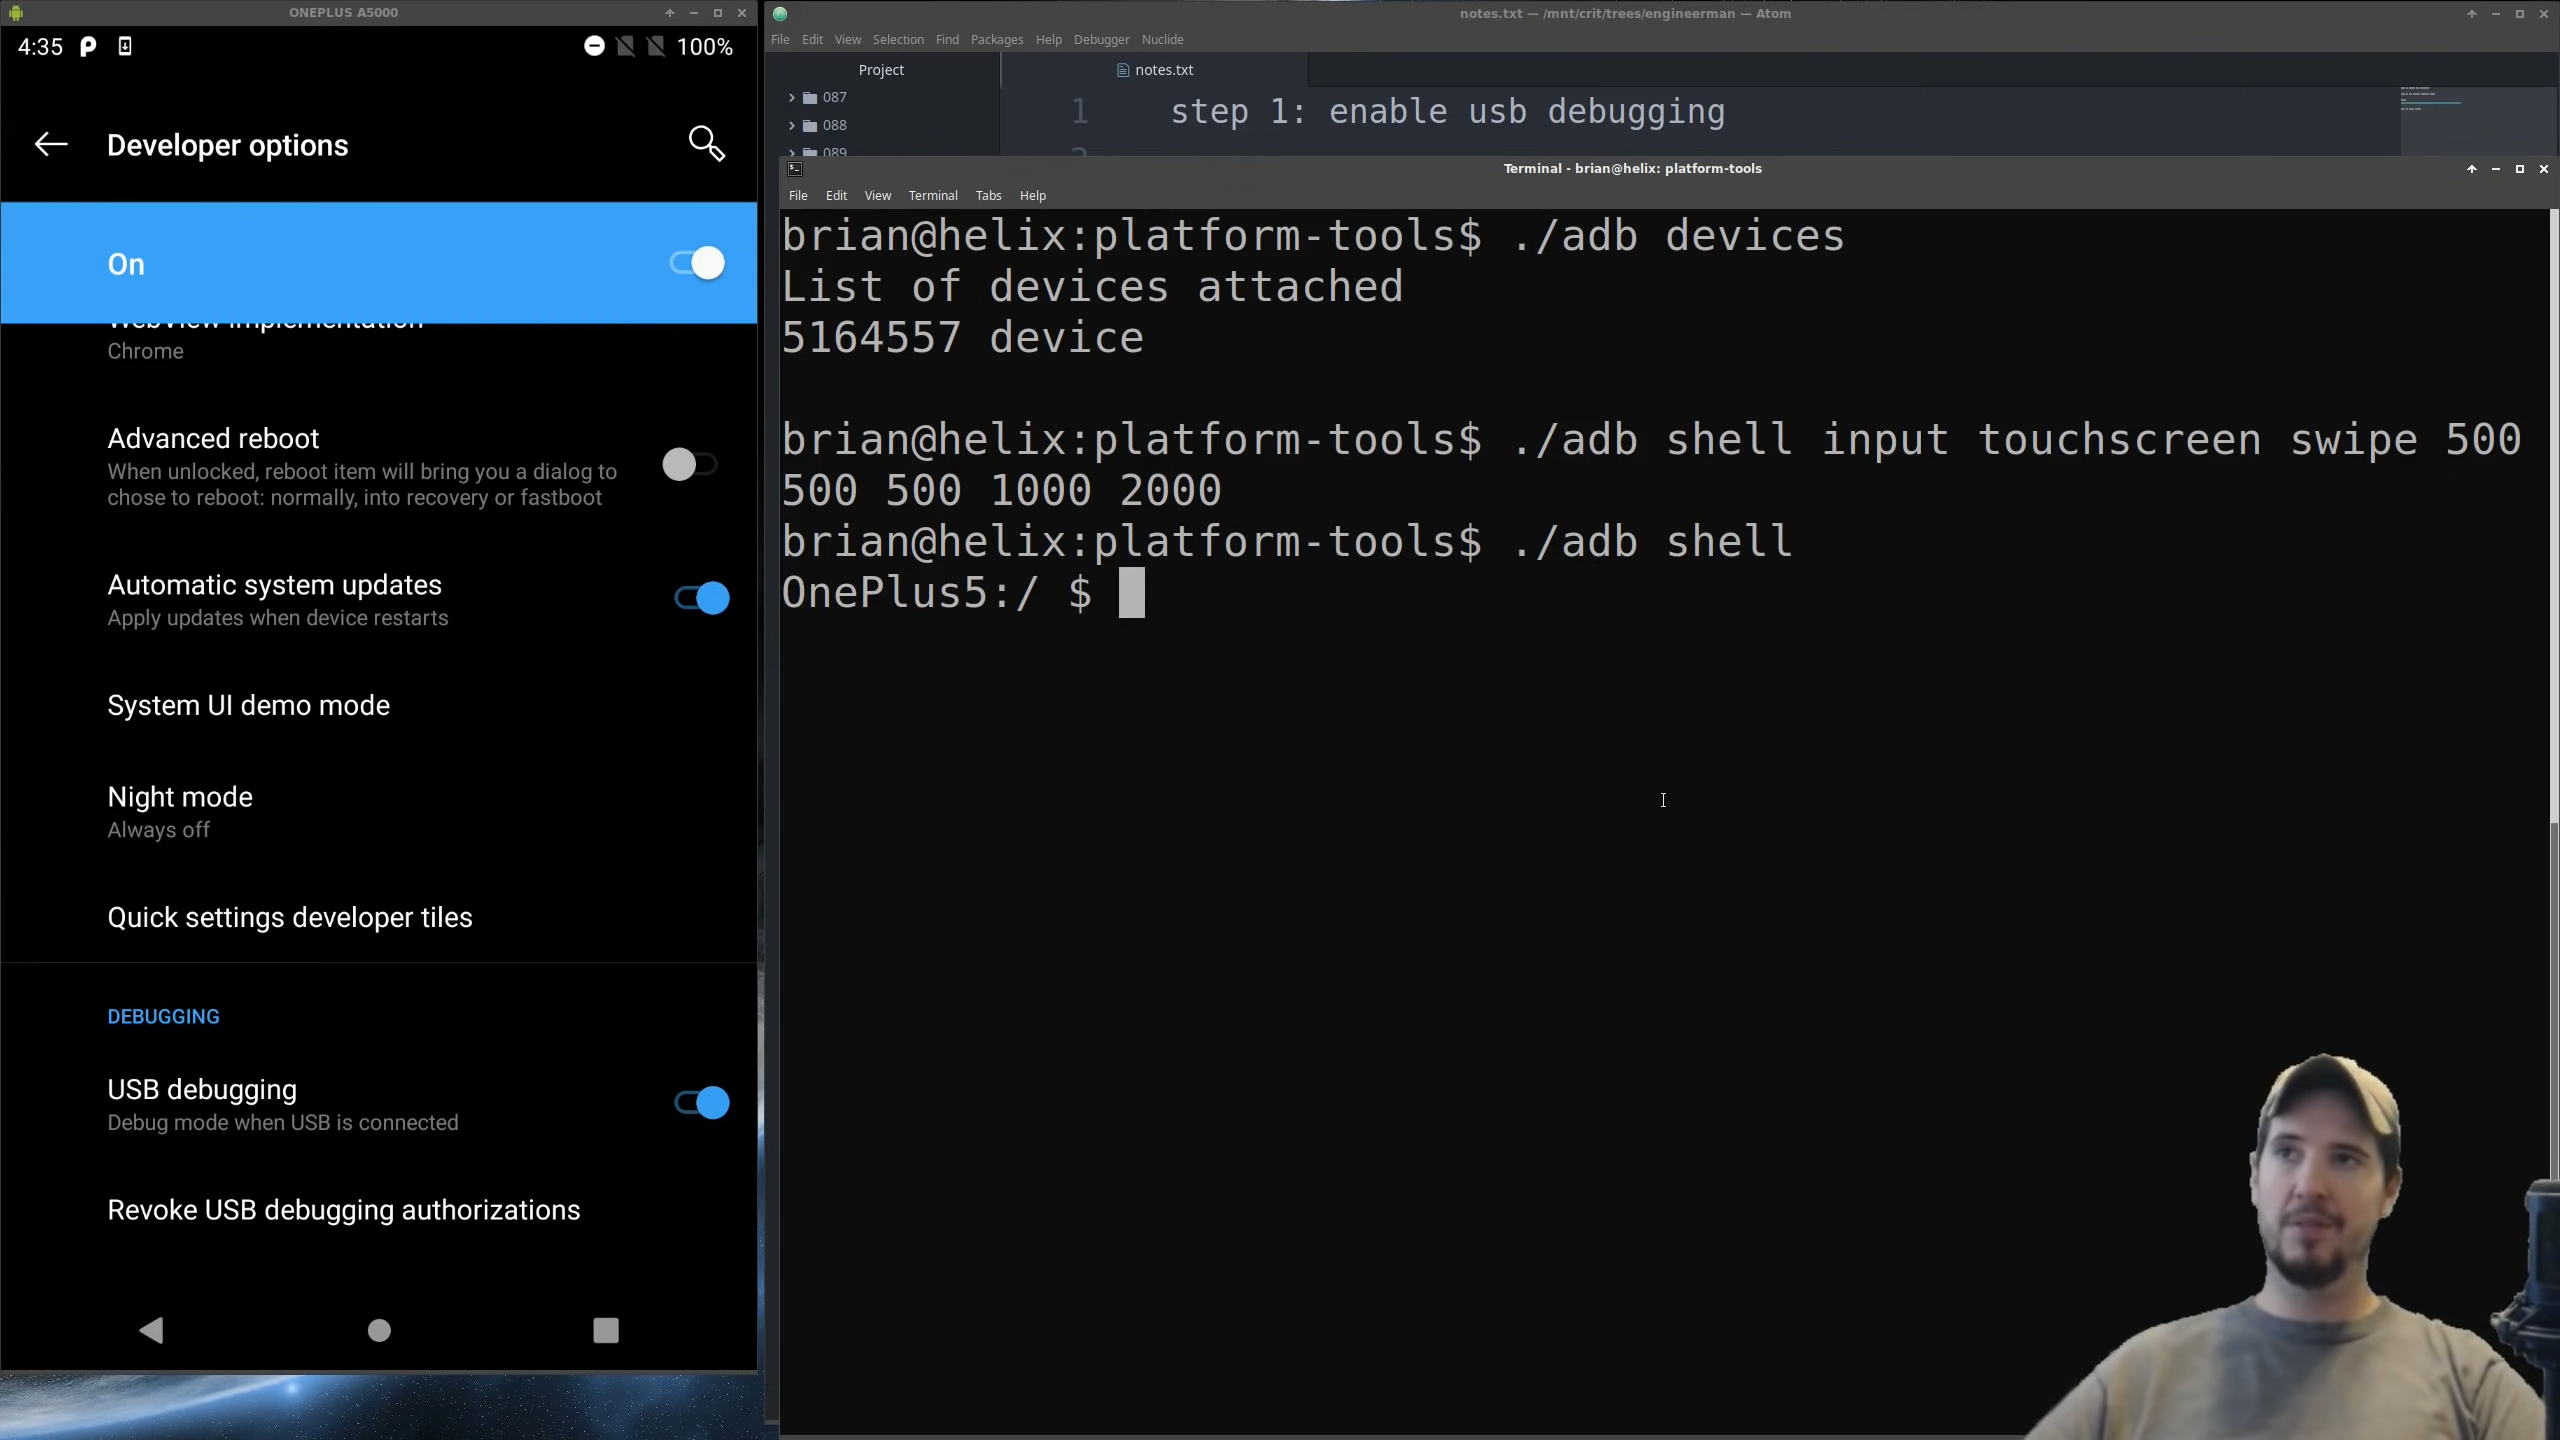 ONEPLUS A5000
4:35
100%
Developer options
On
WebView implementation
Chrome
Advanced reboot
When unlocked, reboot item will bring you a dialog to
chose to reboot: normally, into recovery or fastboot
Automatic system updates
Apply updates when device restarts
System UI demo mode
Night mode
Always off
Quick settings developer tiles
DEBUGGING
USB debugging
Debug mode when USB is connected
Revoke USB debugging authorizations
notes.txt — /mnt/crit/trees/engineerman — Atom
File Edit View Selection Find Packages Help Debugger Nuclide
Project
notes.txt
087
088
089
1 step 1: enable usb debugging
Terminal - brian@helix: platform-tools
File Edit View Terminal Tabs Help
brian@helix:platform-tools$ ./adb devices
List of devices attached
5164557 device
brian@helix:platform-tools$ ./adb shell input touchscreen swipe 500
500 500 1000 2000
brian@helix:platform-tools$ ./adb shell
OnePlus5:/ $